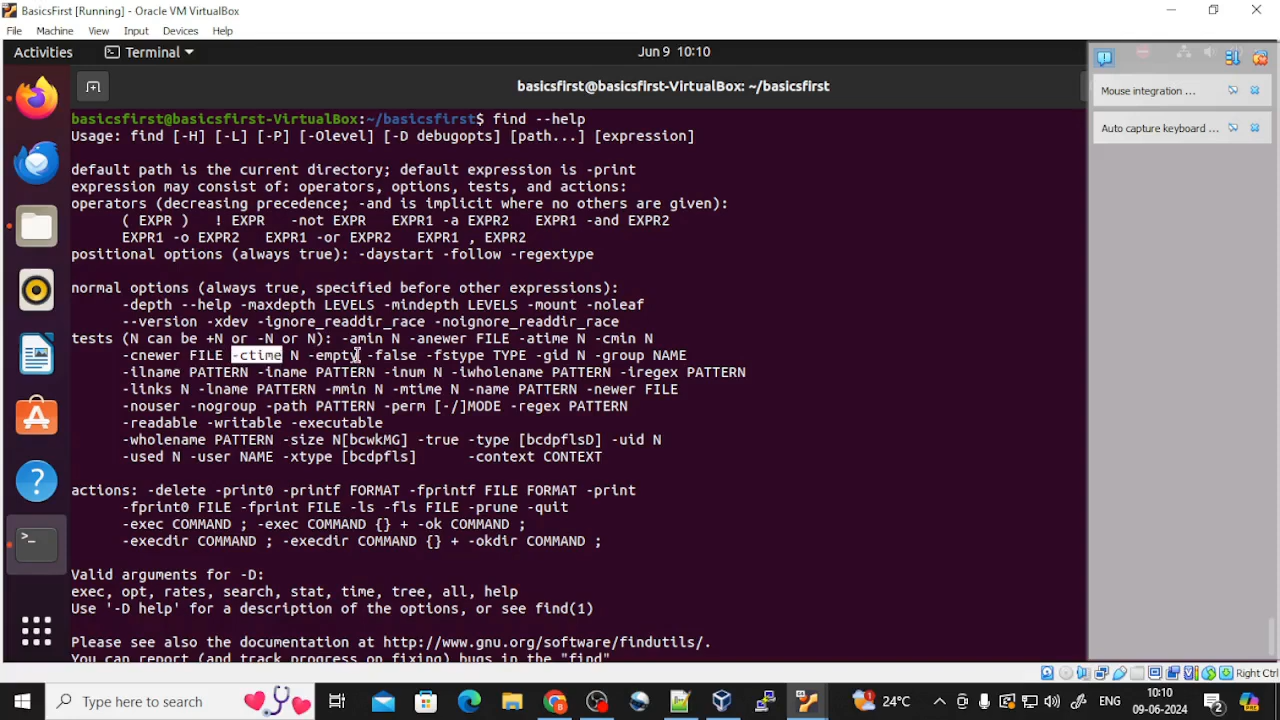 BasicsFirst [Running] - Oracle VM VirtualBox
File Machine View Input Devices Help
Activities Terminal Jun 9 10:10
basicsfirst@basicsfirst-VirtualBox: ~/basicsfirst
Mouse integration ...
Auto capture keyboard ...
basicsfirst@basicsfirst-VirtualBox:~/basicsfirst$ find --help
Usage: find [-H] [-L] [-P] [-Olevel] [-D debugopts] [path...] [expression]
default path is the current directory; default expression is -print
expression may consist of: operators, options, tests, and actions:
operators (decreasing precedence; -and is implicit where no others are given):
( EXPR ) ! EXPR -not EXPR EXPR1 -a EXPR2 EXPR1 -and EXPR2
EXPR1 -o EXPR2 EXPR1 -or EXPR2 EXPR1 , EXPR2
positional options (always true): -daystart -follow -regextype
normal options (always true, specified before other expressions):
-depth --help -maxdepth LEVELS -mindepth LEVELS -mount -noleaf
--version -xdev -ignore_readdir_race -noignore_readdir_race
tests (N can be +N or -N or N): -amin N -anewer FILE -atime N -cmin N
-cnewer FILE -ctime N -empty -false -fstype TYPE -gid N -group NAME
-ilname PATTERN -iname PATTERN -inum N -iwholename PATTERN -iregex PATTERN
-links N -lname PATTERN -mmin N -mtime N -name PATTERN -newer FILE
-nouser -nogroup -path PATTERN -perm [-/]MODE -regex PATTERN
-readable -writable -executable
-wholename PATTERN -size N[bcwkMG] -true -type [bcdpflsD] -uid N
-used N -user NAME -xtype [bcdpfls] -context CONTEXT
actions: -delete -print0 -printf FORMAT -fprintf FILE FORMAT -print
-fprint0 FILE -fprint FILE -ls -fls FILE -prune -quit
-exec COMMAND ; -exec COMMAND {} + -ok COMMAND ;
-execdir COMMAND ; -execdir COMMAND {} + -okdir COMMAND ;
Valid arguments for -D:
exec, opt, rates, search, stat, time, tree, all, help
Use '-D help' for a description of the options, or see find(1)
Please see also the documentation at http://www.gnu.org/software/findutils/.
You can report (and track progress on fixing) bugs in the "find"
Right Ctrl
Type here to search
24°C
ENG
10:10
09-06-2024